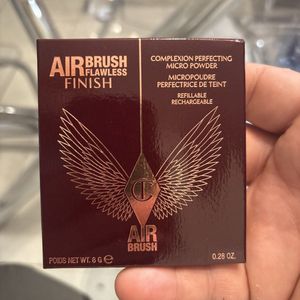 AIRBRUSH
FLAWLESS
FINISH
COMPLEXION PERFECTING
MICRO POWDER
MICROPOUDRE
PERFECTRICE DE TEINT
REFILLABLE
RECHARGEABLE
CT
AIR
BRUSH
POIDS NET WT. 8 G e
0.28 OZ.